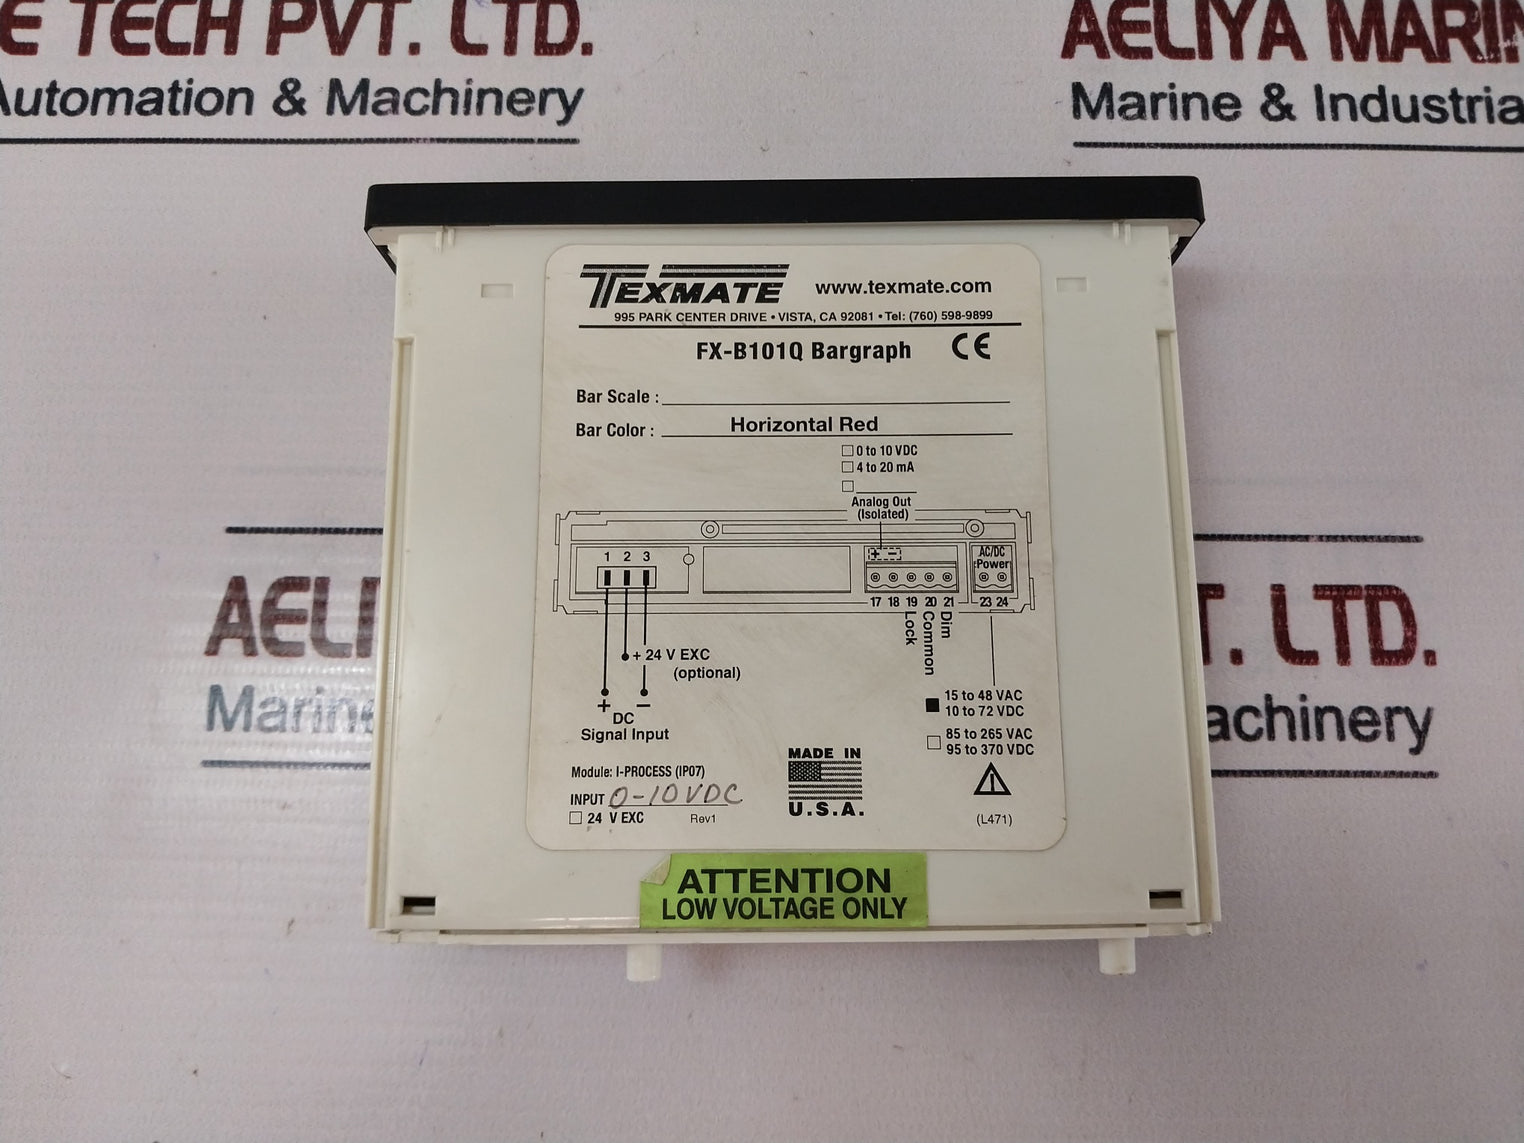 E TECH PVT. LTD.
Automation & Machinery
AELIYA MARIN
Marine & Industria
TEXMATE www.texmate.com
995 PARK CENTER DRIVE • VISTA, CA 92081 • Tel: (760) 598-9899
FX-B101Q Bargraph CE
Bar Scale :
Bar Color : Horizontal Red
0 to 10 VDC
4 to 20 mA
Analog Out
(Isolated)
1 2 3
+ −
AC/DC
Power
17 18 19 20 21 23 24
Lock
Common
Dim
+ 24 V EXC
(optional)
+ −
DC
Signal Input
15 to 48 VAC
10 to 72 VDC
85 to 265 VAC
95 to 370 VDC
Module: I-PROCESS (IP07)
INPUT 0-10VDC
24 V EXC Rev1
MADE IN
U.S.A.
(L471)
ATTENTION
LOW VOLTAGE ONLY
AELI
Marine
T. LTD.
achinery